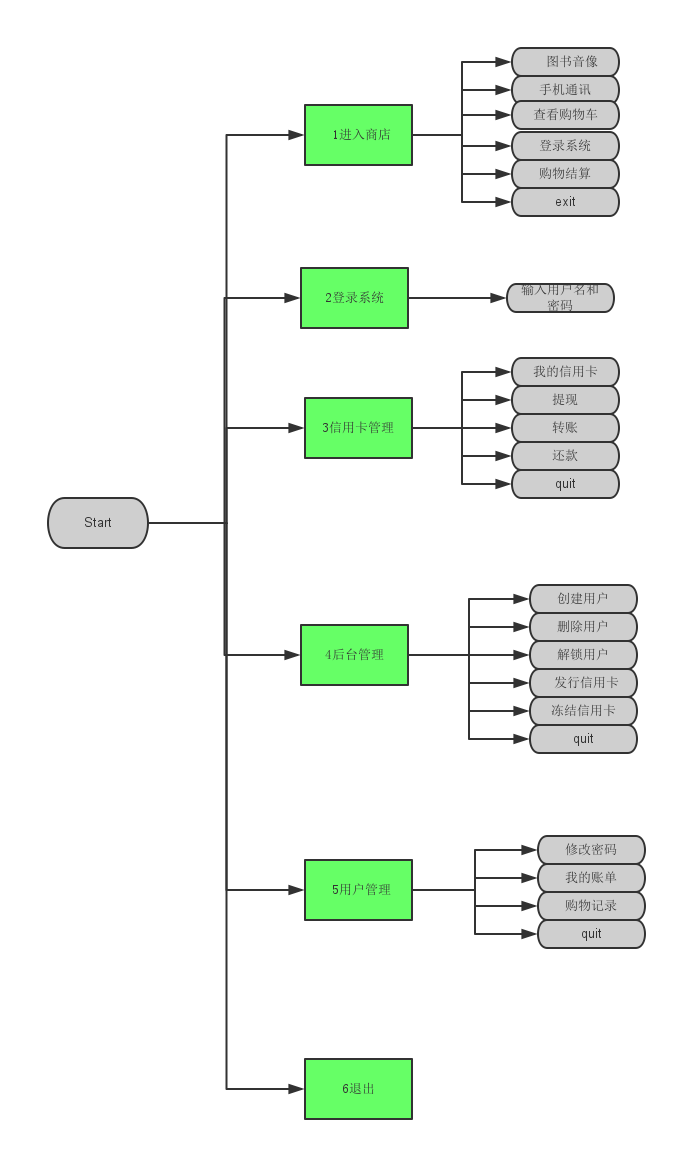 Start
1进入商店
图书音像
手机通讯
查看购物车
登录系统
购物结算
exit
2登录系统
输入用户名和
密码
3信用卡管理
我的信用卡
提现
转账
还款
quit
4后台管理
创建用户
删除用户
解锁用户
发行信用卡
冻结信用卡
quit
5用户管理
修改密码
我的账单
购物记录
quit
6退出